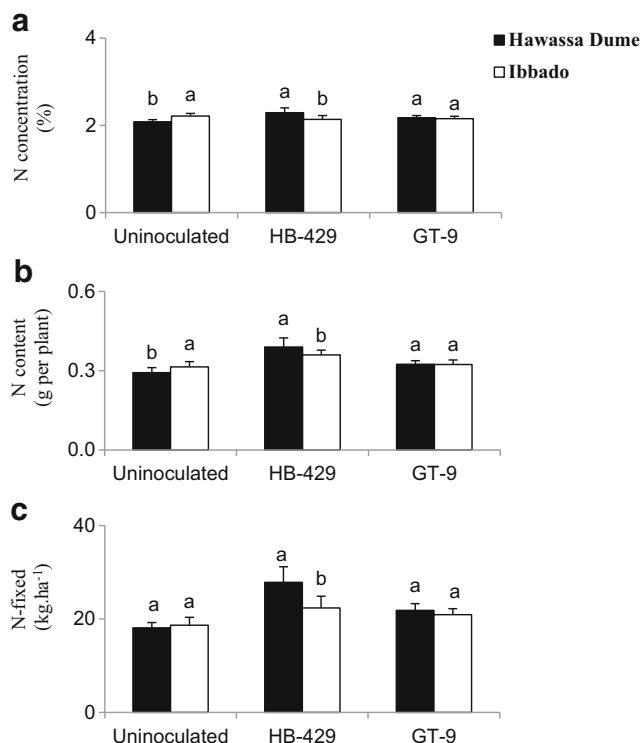 a
4
2
0
N concentration
(%)
b a
a b
a a
Hawassa Dume
Ibbado
Uninoculated HB-429 GT-9
b
0.6
0.3
0.0
N content
(g per plant)
b a
a b
a a
Uninoculated HB-429 GT-9
c
40
20
0
N-fixed
(kg.ha⁻¹)
a a
a b
a a
Uninoculated HB-429 GT-9